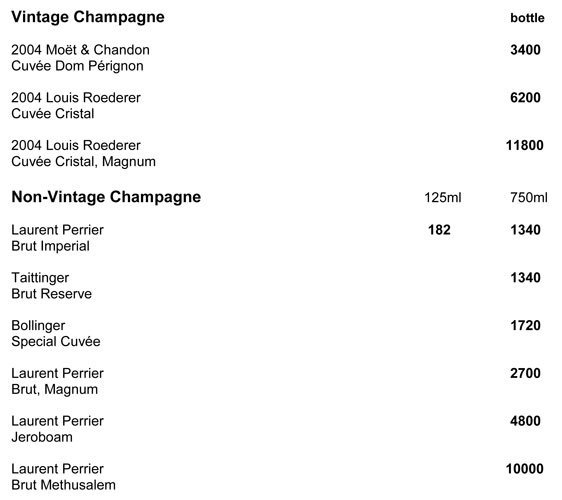 Vintage Champagne bottle
2004 Moët & Chandon 3400
Cuvée Dom Pérignon
2004 Louis Roederer 6200
Cuvée Cristal
2004 Louis Roederer 11800
Cuvée Cristal, Magnum
Non-Vintage Champagne 125ml 750ml
Laurent Perrier 182 1340
Brut Imperial
Taittinger 1340
Brut Reserve
Bollinger 1720
Special Cuvée
Laurent Perrier 2700
Brut, Magnum
Laurent Perrier 4800
Jeroboam
Laurent Perrier 10000
Brut Methusalem